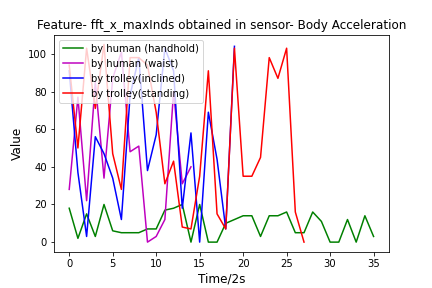 Feature- fft_x_maxInds obtained in sensor- Body Acceleration
by human (handhold)
by human (waist)
by trolley(inclined)
by trolley(standing)
Value
100
80
60
40
20
0
0 5 10 15 20 25 30 35
Time/2s